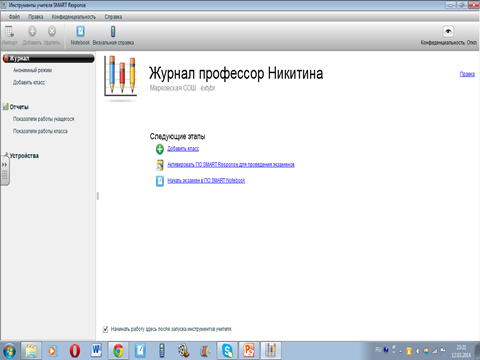 Инструменты учителя SMART Response
Файл Правка Конфиденциальность Справка
Импорт Добавить Удалить Notebook Визуальная справка Конфиденциальность: Откл.
Журнал
Анонимный режим
Добавить класс
Отчеты
Показатели работы учащегося
Показатели работы класса
Устройства
Журнал профессор Никитина
Правка
Марковская СОШ · extybr
Следующие этапы
Добавить класс
Активировать ПО SMART Response для проведения экзаменов
Начать экзамен в ПО SMART Notebook
Начинать работу здесь после запуска инструментов учителя.
12.03.2014